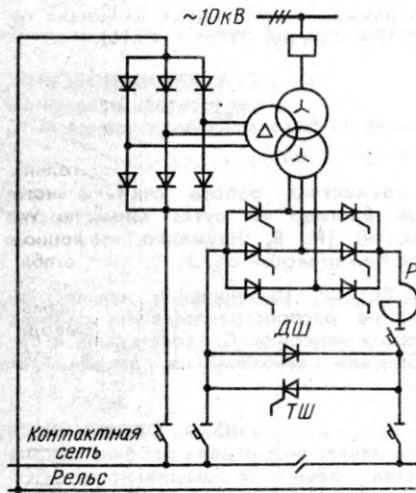 ~10кВ
Р
ДШ
ТШ
Контактная
сеть
Рельс